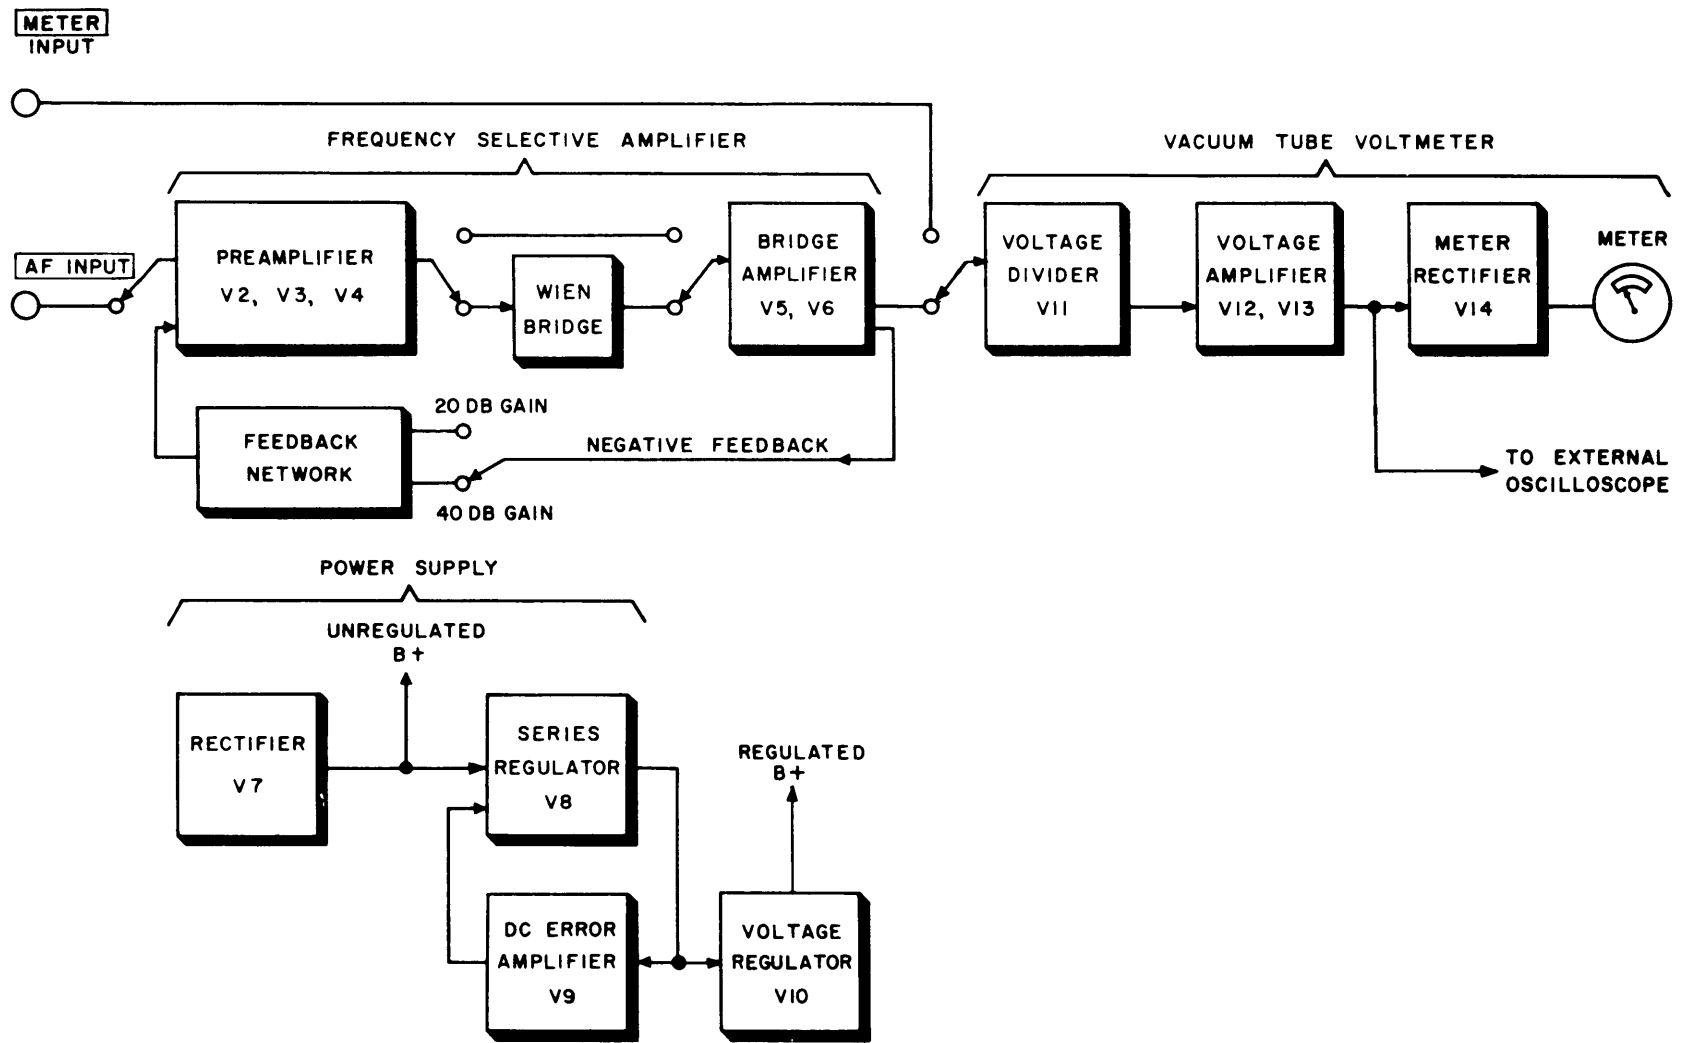 METER
INPUT
FREQUENCY SELECTIVE AMPLIFIER
VACUUM TUBE VOLTMETER
AF INPUT
PREAMPLIFIER
V2, V3, V4
WIEN
BRIDGE
BRIDGE
AMPLIFIER
V5, V6
VOLTAGE
DIVIDER
V11
VOLTAGE
AMPLIFIER
V12, V13
METER
RECTIFIER
V14
METER
FEEDBACK
NETWORK
20 DB GAIN
40 DB GAIN
NEGATIVE FEEDBACK
TO EXTERNAL
OSCILLOSCOPE
POWER SUPPLY
UNREGULATED
B+
RECTIFIER
V7
SERIES
REGULATOR
V8
REGULATED
B+
DC ERROR
AMPLIFIER
V9
VOLTAGE
REGULATOR
V10